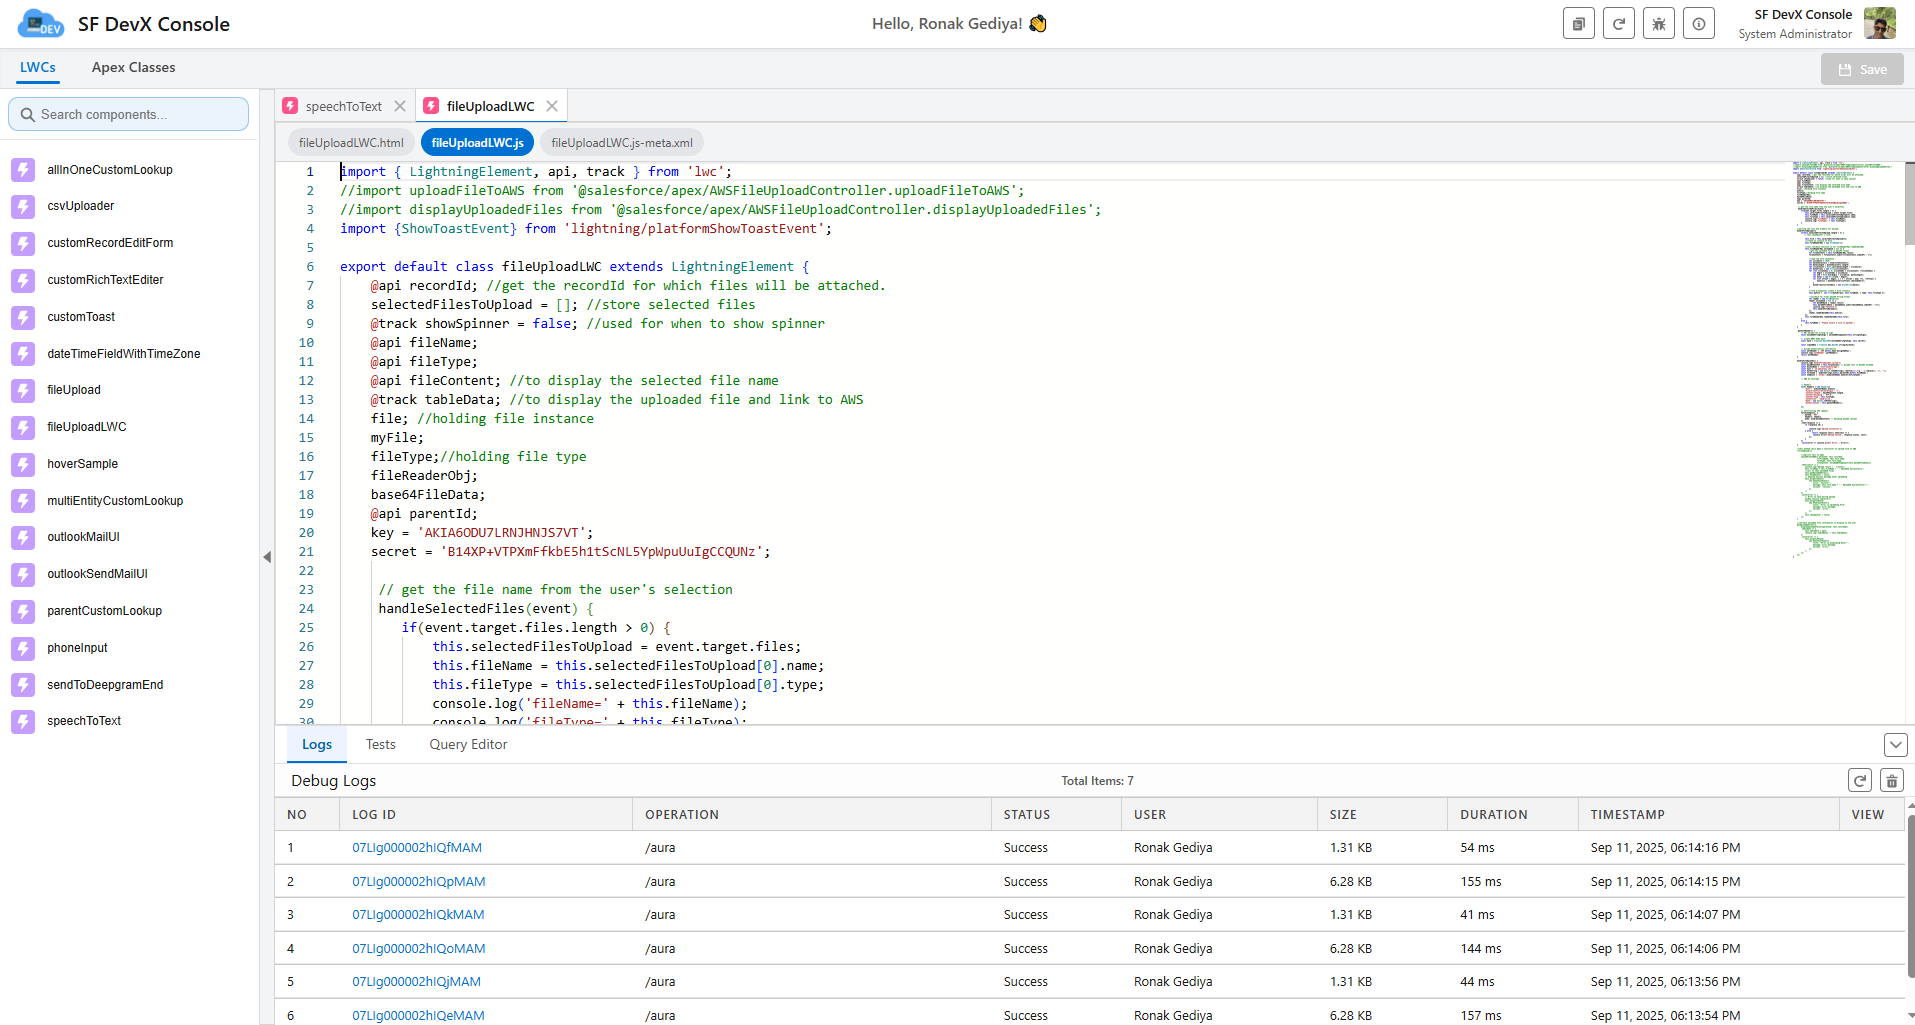 DEV
SF DevX Console
Hello, Ronak Gediya! 👋
SF DevX Console
System Administrator
LWCs
Apex Classes
Save
Search components...
allInOneCustomLookup
csvUploader
customRecordEditForm
customRichTextEditer
customToast
dateTimeFieldWithTimeZone
fileUpload
fileUploadLWC
hoverSample
multiEntityCustomLookup
outlookMailUI
outlookSendMailUI
parentCustomLookup
phoneInput
sendToDeepgramEnd
speechToText
speechToText
fileUploadLWC
fileUploadLWC.html
fileUploadLWC.js
fileUploadLWC.js-meta.xml
1 import { LightningElement, api, track } from 'lwc';
2 //import uploadFileToAWS from '@salesforce/apex/AWSFileUploadController.uploadFileToAWS';
3 //import displayUploadedFiles from '@salesforce/apex/AWSFileUploadController.displayUploadedFiles';
4 import {ShowToastEvent} from 'lightning/platformShowToastEvent';
5
6 export default class fileUploadLWC extends LightningElement {
7 @api recordId; //get the recordId for which files will be attached.
8 selectedFilesToUpload = []; //store selected files
9 @track showSpinner = false; //used for when to show spinner
10 @api fileName;
11 @api fileType;
12 @api fileContent; //to display the selected file name
13 @track tableData; //to display the uploaded file and link to AWS
14 file; //holding file instance
15 myFile;
16 fileType;//holding file type
17 fileReaderObj;
18 base64FileData;
19 @api parentId;
20 key = 'AKIA6ODU7LRNJHNJS7VT';
21 secret = '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';
22
23 // get the file name from the user's selection
24 handleSelectedFiles(event) {
25 if(event.target.files.length > 0) {
26 this.selectedFilesToUpload = event.target.files;
27 this.fileName = this.selectedFilesToUpload[0].name;
28 this.fileType = this.selectedFilesToUpload[0].type;
29 console.log('fileName=' + this.fileName);
30 console.log('fileType=' + this.fileType);
Logs
Tests
Query Editor
Debug Logs
Total Items: 7
NO LOG ID OPERATION STATUS USER SIZE DURATION TIMESTAMP VIEW
1 07LIg000002hIQfMAM /aura Success Ronak Gediya 1.31 KB 54 ms Sep 11, 2025, 06:14:16 PM
2 07LIg000002hIQpMAM /aura Success Ronak Gediya 6.28 KB 155 ms Sep 11, 2025, 06:14:15 PM
3 07LIg000002hIQkMAM /aura Success Ronak Gediya 1.31 KB 41 ms Sep 11, 2025, 06:14:07 PM
4 07LIg000002hIQoMAM /aura Success Ronak Gediya 6.28 KB 144 ms Sep 11, 2025, 06:14:06 PM
5 07LIg000002hIQjMAM /aura Success Ronak Gediya 1.31 KB 44 ms Sep 11, 2025, 06:13:56 PM
6 07LIg000002hIQeMAM /aura Success Ronak Gediya 6.28 KB 157 ms Sep 11, 2025, 06:13:54 PM